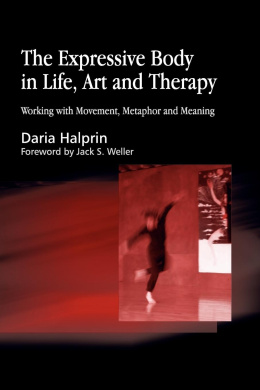 The Expressive Body
in Life, Art and Therapy
Working with Movement, Metaphor and Meaning
Daria Halprin
Foreword by Jack S. Weller